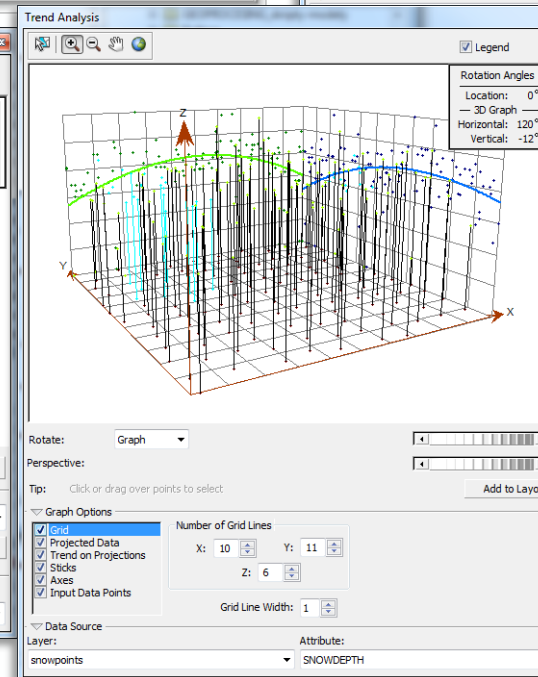 Trend Analysis
Legend
Rotation Angles
Location: 0°
3D Graph
Horizontal: 120°
Vertical: -12°
Z
Y
X
Rotate: Graph
Perspective:
Tip: Click or drag over points to select
Add to Layo
Graph Options
Grid
Projected Data
Trend on Projections
Sticks
Axes
Input Data Points
Number of Grid Lines
X: 10 Y: 11
Z: 6
Grid Line Width: 1
Data Source
Layer: Attribute:
snowpoints SNOWDEPTH